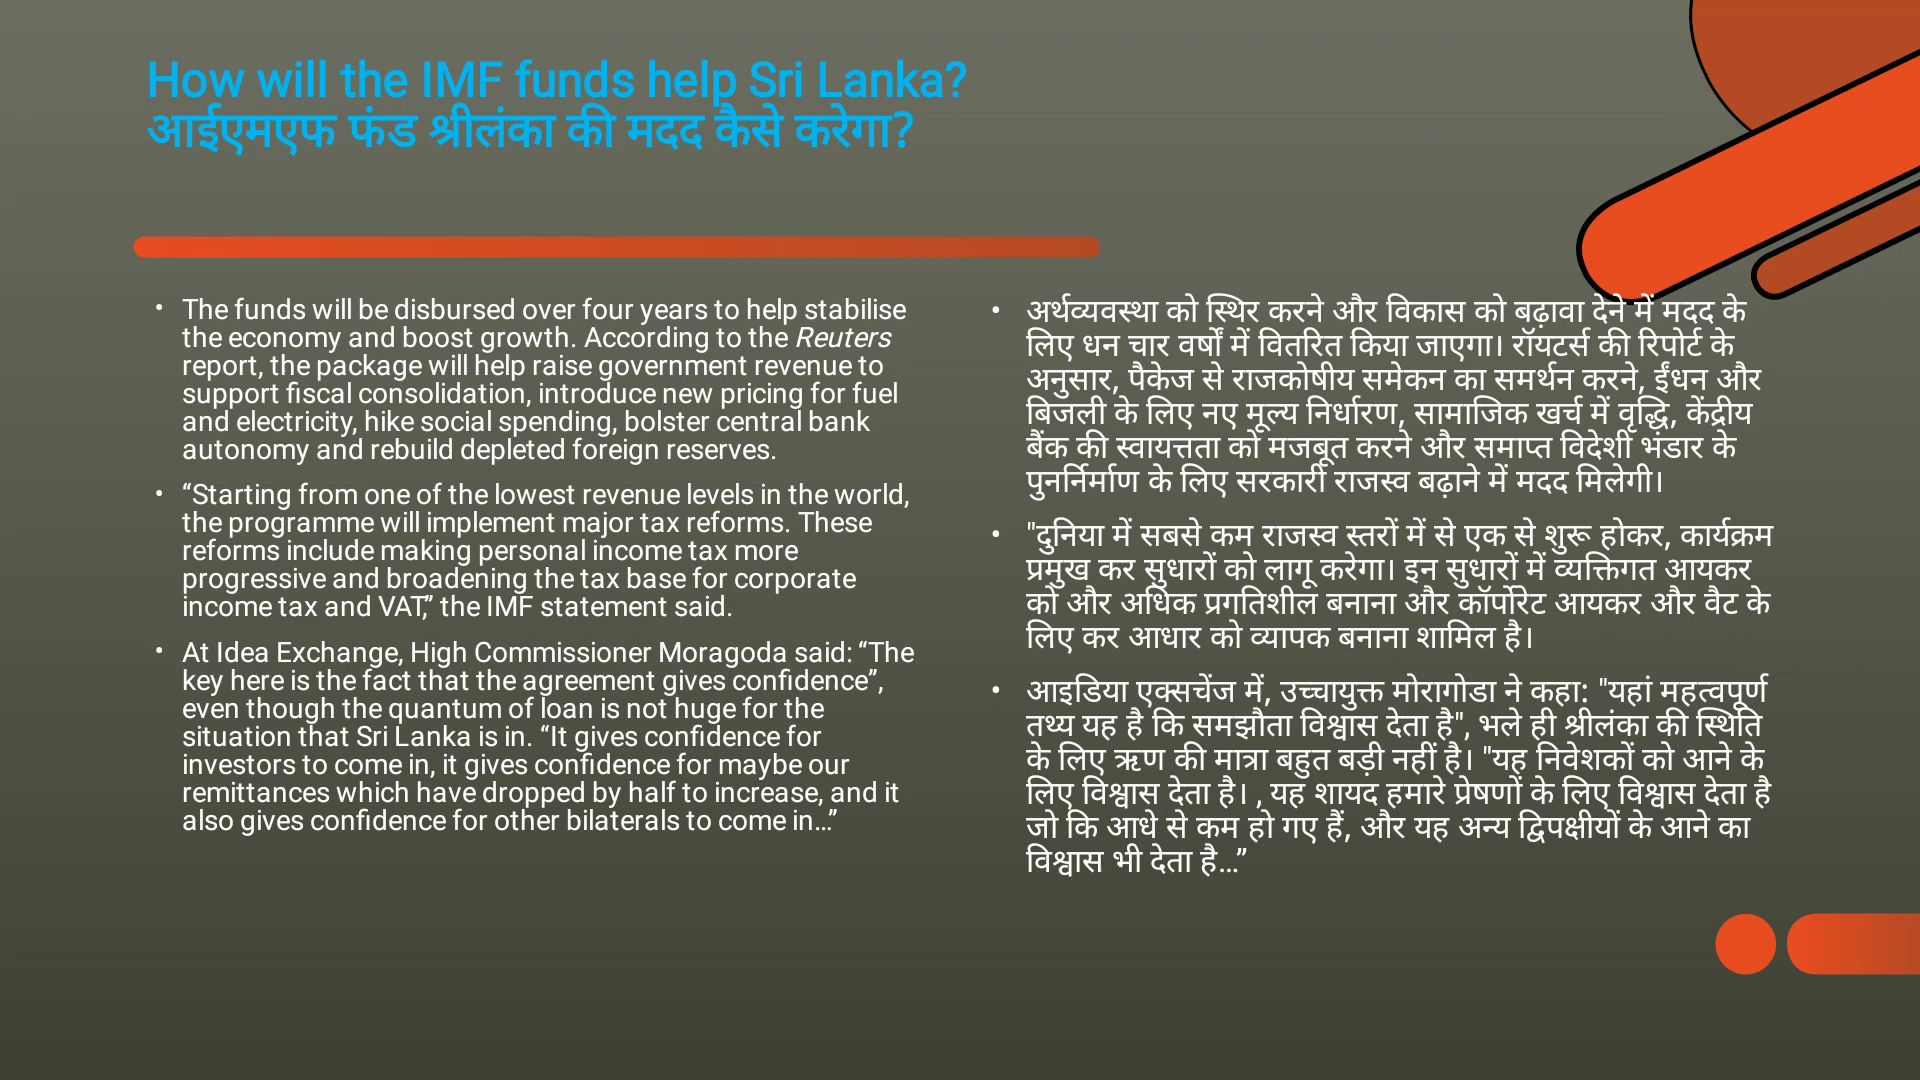 How will the IMF funds help Sri Lanka?
आईएमएफ फंड श्रीलंका की मदद कैसे करेगा?
• The funds will be disbursed over four years to help stabilise
the economy and boost growth. According to the Reuters
report, the package will help raise government revenue to
support fiscal consolidation, introduce new pricing for fuel
and electricity, hike social spending, bolster central bank
autonomy and rebuild depleted foreign reserves.
• “Starting from one of the lowest revenue levels in the world,
the programme will implement major tax reforms. These
reforms include making personal income tax more
progressive and broadening the tax base for corporate
income tax and VAT,” the IMF statement said.
• At Idea Exchange, High Commissioner Moragoda said: “The
key here is the fact that the agreement gives confidence”,
even though the quantum of loan is not huge for the
situation that Sri Lanka is in. “It gives confidence for
investors to come in, it gives confidence for maybe our
remittances which have dropped by half to increase, and it
also gives confidence for other bilaterals to come in…”
• अर्थव्यवस्था को स्थिर करने और विकास को बढ़ावा देने में मदद के
लिए धन चार वर्षों में वितरित किया जाएगा। रॉयटर्स की रिपोर्ट के
अनुसार, पैकेज से राजकोषीय समेकन का समर्थन करने, ईंधन और
बिजली के लिए नए मूल्य निर्धारण, सामाजिक खर्च में वृद्धि, केंद्रीय
बैंक की स्वायत्तता को मजबूत करने और समाप्त विदेशी भंडार के
पुनर्निर्माण के लिए सरकारी राजस्व बढ़ाने में मदद मिलेगी।
• "दुनिया में सबसे कम राजस्व स्तरों में से एक से शुरू होकर, कार्यक्रम
प्रमुख कर सुधारों को लागू करेगा। इन सुधारों में व्यक्तिगत आयकर
को और अधिक प्रगतिशील बनाना और कॉर्पोरेट आयकर और वैट के
लिए कर आधार को व्यापक बनाना शामिल है।
• आइडिया एक्सचेंज में, उच्चायुक्त मोरागोडा ने कहा: "यहां महत्वपूर्ण
तथ्य यह है कि समझौता विश्वास देता है", भले ही श्रीलंका की स्थिति
के लिए ऋण की मात्रा बहुत बड़ी नहीं है। "यह निवेशकों को आने के
लिए विश्वास देता है। , यह शायद हमारे प्रेषणों के लिए विश्वास देता है
जो कि आधे से कम हो गए हैं, और यह अन्य द्विपक्षीयों के आने का
विश्वास भी देता है…”